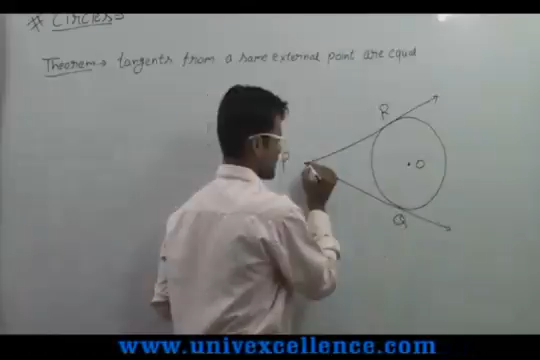 # Circles
Theorem → tangents from a same external point are equal
P
R
O
Q
www.univexcellence.com